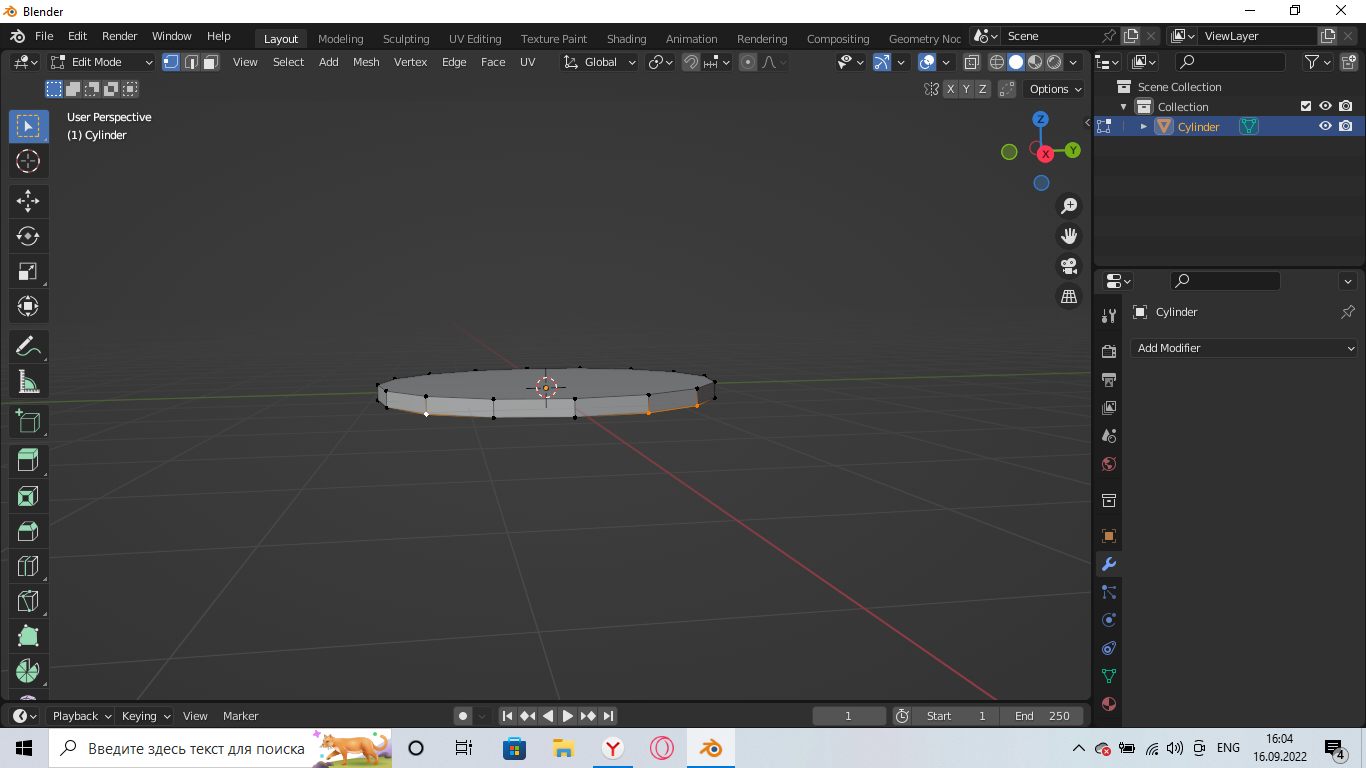 Blender
File Edit Render Window Help
Layout Modeling Sculpting UV Editing Texture Paint Shading Animation Rendering Compositing Geometry Noc
Scene
ViewLayer
Edit Mode
View Select Add Mesh Vertex Edge Face UV
Global
X Y Z
Options
User Perspective
(1) Cylinder
Z
X
Y
Scene Collection
Collection
Cylinder
Cylinder
Add Modifier
Playback
Keying
View
Marker
1
Start 1
End 250
Введите здесь текст для поиска
ENG
16:04
16.09.2022
4